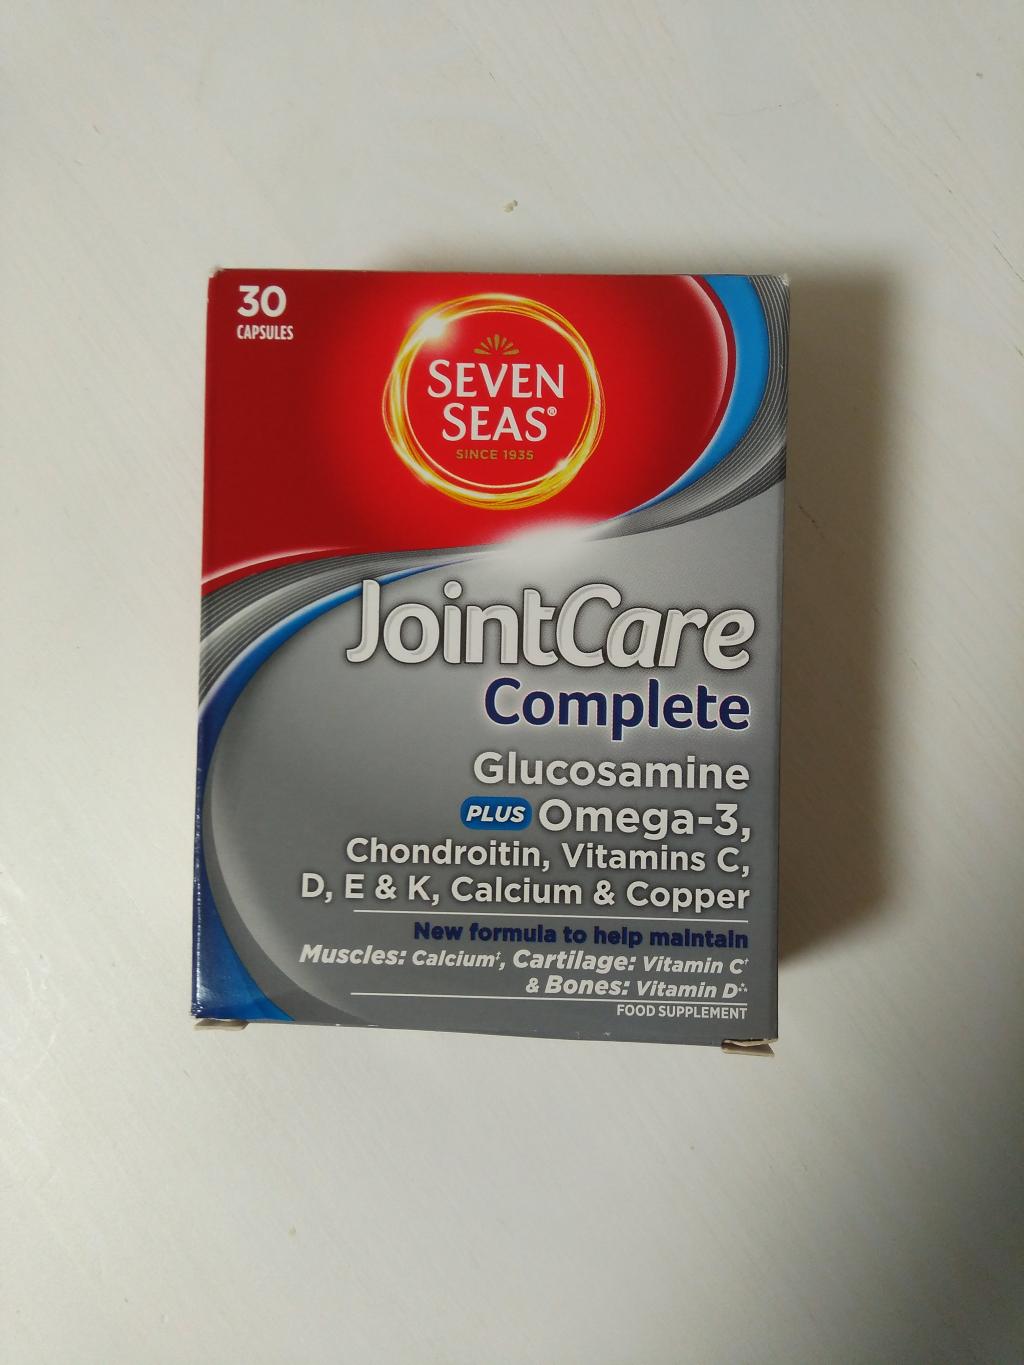 30
CAPSULES
SEVEN
SEAS®
SINCE 1935
JointCare
Complete
Glucosamine
PLUS Omega-3,
Chondroitin, Vitamins C,
D, E & K, Calcium & Copper
New formula to help maintain
Muscles: Calcium‡, Cartilage: Vitamin C†
& Bones: Vitamin D∴
FOOD SUPPLEMENT